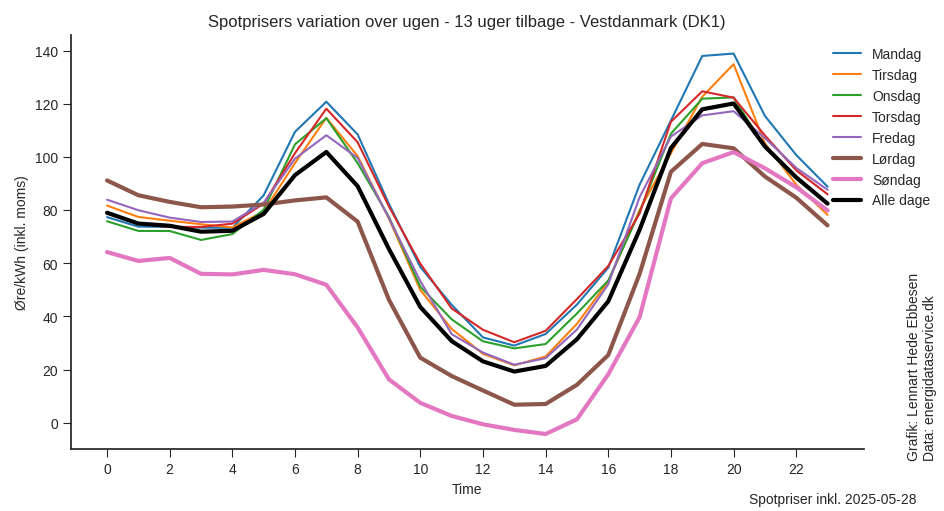 Spotprisers variation over ugen - 13 uger tilbage - Vestdanmark (DK1)
Øre/kWh (inkl. moms)
140
120
100
80
60
40
20
0
0 2 4 6 8 10 12 14 16 18 20 22
Time
Mandag
Tirsdag
Onsdag
Torsdag
Fredag
Lørdag
Søndag
Alle dage
Grafik: Lennart Hede Ebbesen
Data: energidataservice.dk
Spotpriser inkl. 2025-05-28